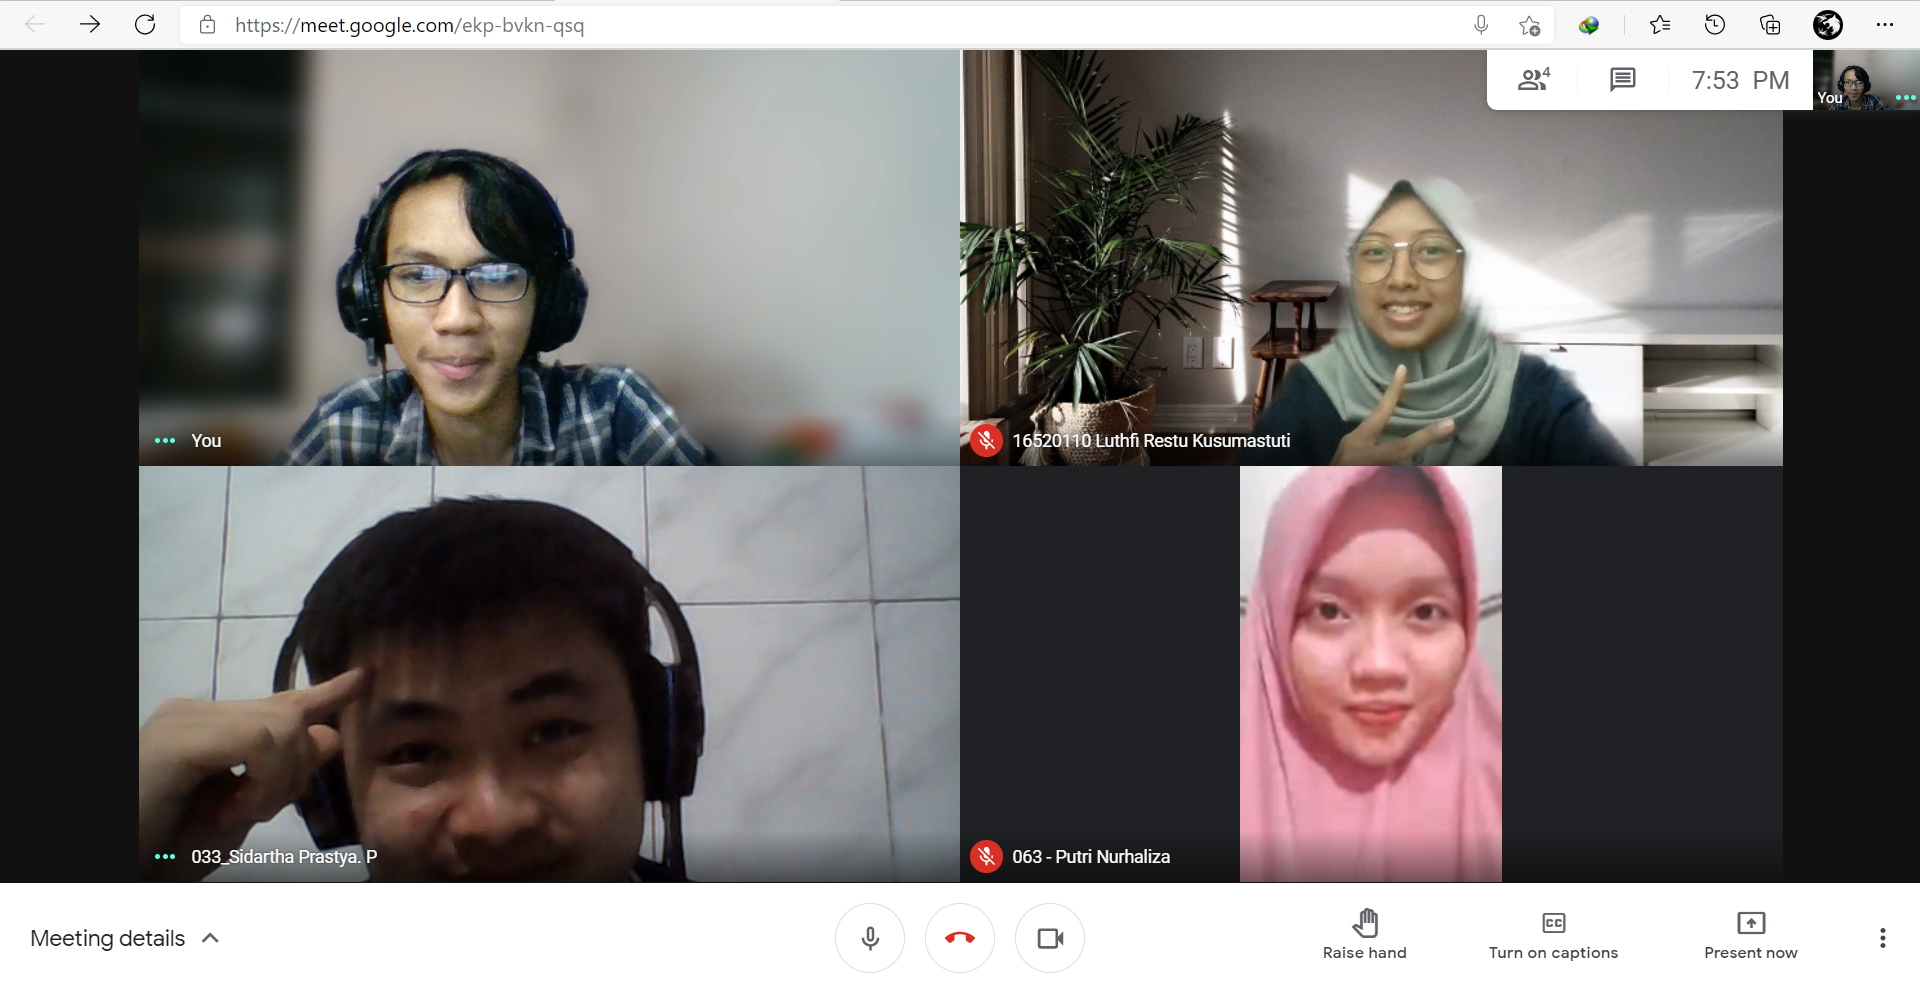 https://meet.google.com/ekp-bvkn-qsq
4
7:53 PM
You
You
16520110 Luthfi Restu Kusumastuti
033_Sidartha Prastya. P
063 - Putri Nurhaliza
Meeting details
CC
Raise hand
Turn on captions
Present now